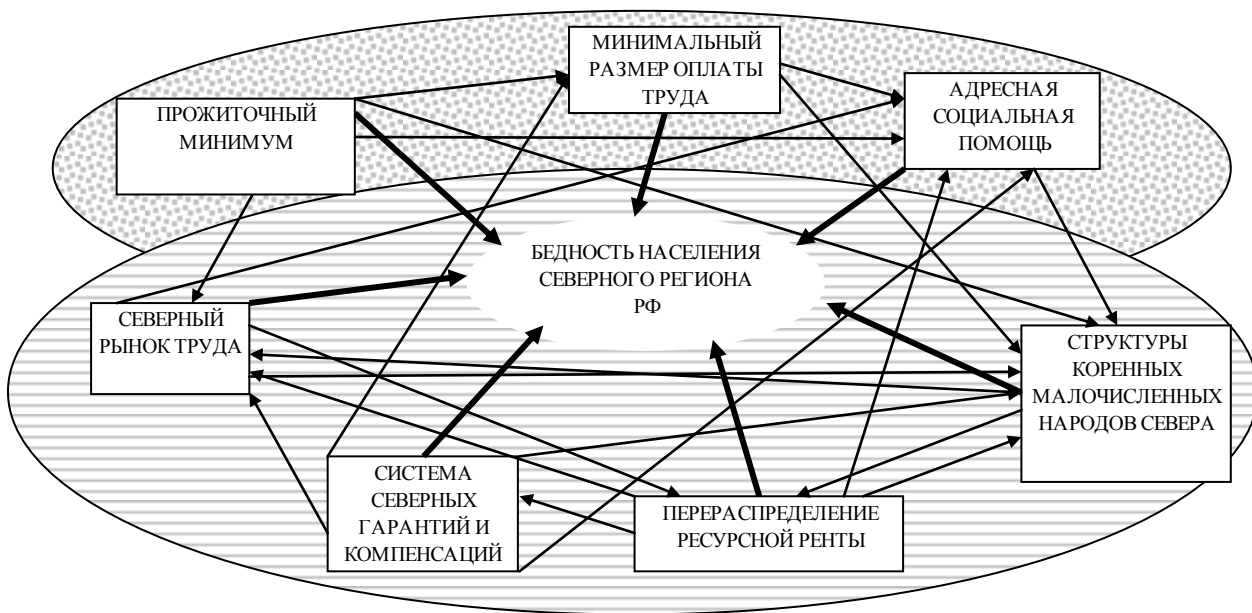 МИНИМАЛЬНЫЙ
РАЗМЕР ОПЛАТЫ
ТРУДА
ПРОЖИТОЧНЫЙ
МИНИМУМ
АДРЕСНАЯ
СОЦИАЛЬНАЯ
ПОМОЩЬ
БЕДНОСТЬ НАСЕЛЕНИЯ
СЕВЕРНОГО РЕГИОНА
РФ
СЕВЕРНЫЙ
РЫНОК ТРУДА
СТРУКТУРЫ
КОРЕННЫХ
МАЛОЧИСЛЕННЫХ
НАРОДОВ СЕВЕРА
СИСТЕМА
СЕВЕРНЫХ
ГАРАНТИЙ И
КОМПЕНСАЦИЙ
ПЕРЕРАСПРЕДЕЛЕНИЕ
РЕСУРСНОЙ РЕНТЫ